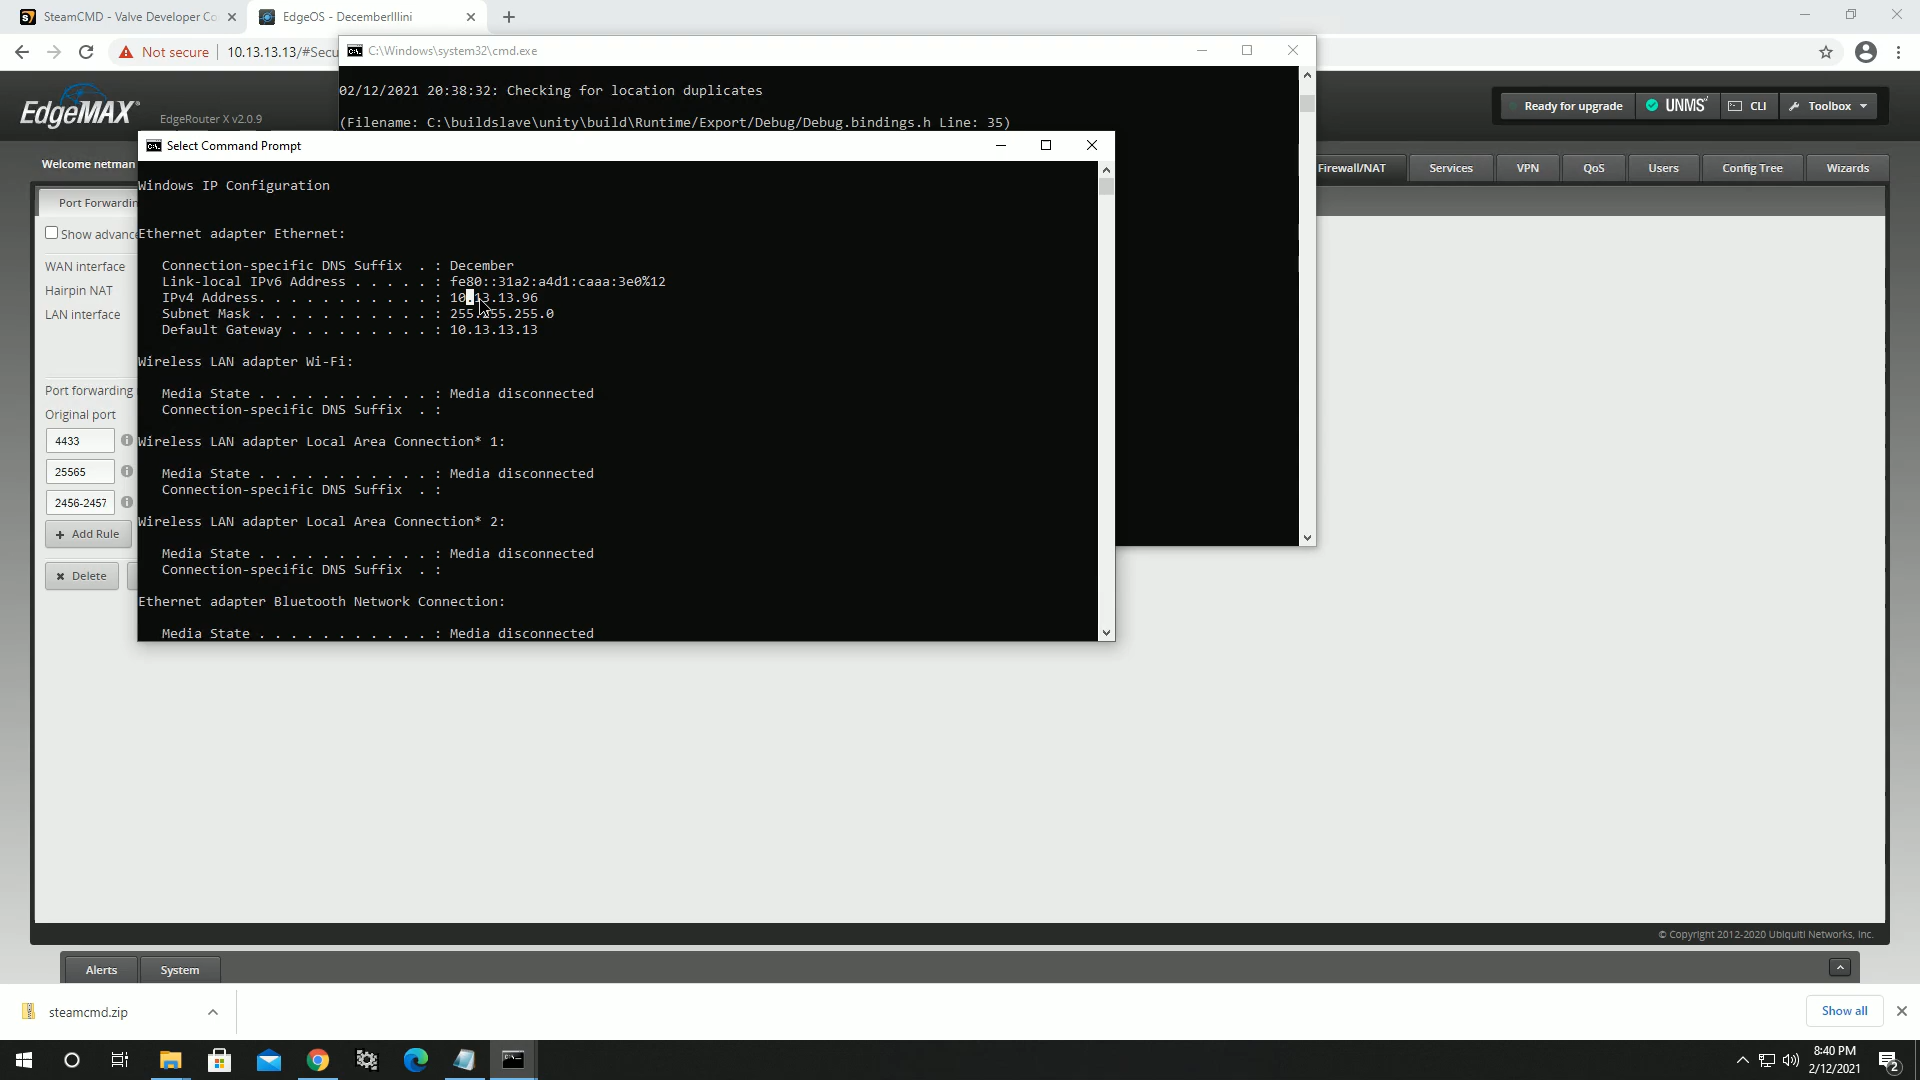 SteamCMD - Valve Developer Co
EdgeOS - DecemberIllini
Not secure
10.13.13.13/#Secu
C:\Windows\system32\cmd.exe
02/12/2021 20:38:32: Checking for location duplicates
(Filename: C:\buildslave\unity\build\Runtime/Export/Debug/Debug.bindings.h Line: 35)
EdgeMAX
EdgeRouter X v2.0.9
Ready for upgrade
UNMS
CLI
Toolbox
Welcome netman
Firewall/NAT
Services
VPN
QoS
Users
Config Tree
Wizards
Port Forwardin
Show advance
WAN interface
Hairpin NAT
LAN interface
Port forwarding
Original port
4433
25565
2456-2457
+ Add Rule
Delete
Select Command Prompt
Windows IP Configuration
Ethernet adapter Ethernet:
Connection-specific DNS Suffix . : December
Link-local IPv6 Address . . . . . : fe80::31a2:a4d1:caaa:3e0%12
IPv4 Address. . . . . . . . . . . : 10.13.13.96
Subnet Mask . . . . . . . . . . . : 255.255.255.0
Default Gateway . . . . . . . . . : 10.13.13.13
Wireless LAN adapter Wi-Fi:
Media State . . . . . . . . . . . : Media disconnected
Connection-specific DNS Suffix . :
Wireless LAN adapter Local Area Connection* 1:
Media State . . . . . . . . . . . : Media disconnected
Connection-specific DNS Suffix . :
Wireless LAN adapter Local Area Connection* 2:
Media State . . . . . . . . . . . : Media disconnected
Connection-specific DNS Suffix . :
Ethernet adapter Bluetooth Network Connection:
Media State . . . . . . . . . . . : Media disconnected
© Copyright 2012-2020 Ubiquiti Networks, Inc.
Alerts
System
steamcmd.zip
Show all
8:40 PM
2/12/2021
2